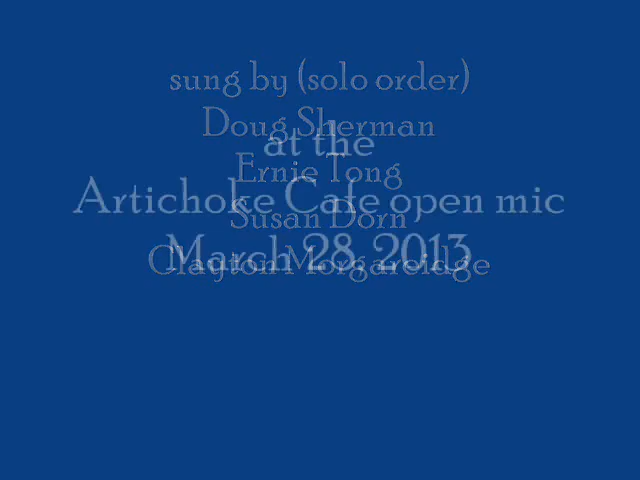 sung by (solo order)
Doug Sherman
Ernie Tong
Susan Dorn
Clayton Morgareidge
at the
Artichoke Cafe open mic
March 28, 2013